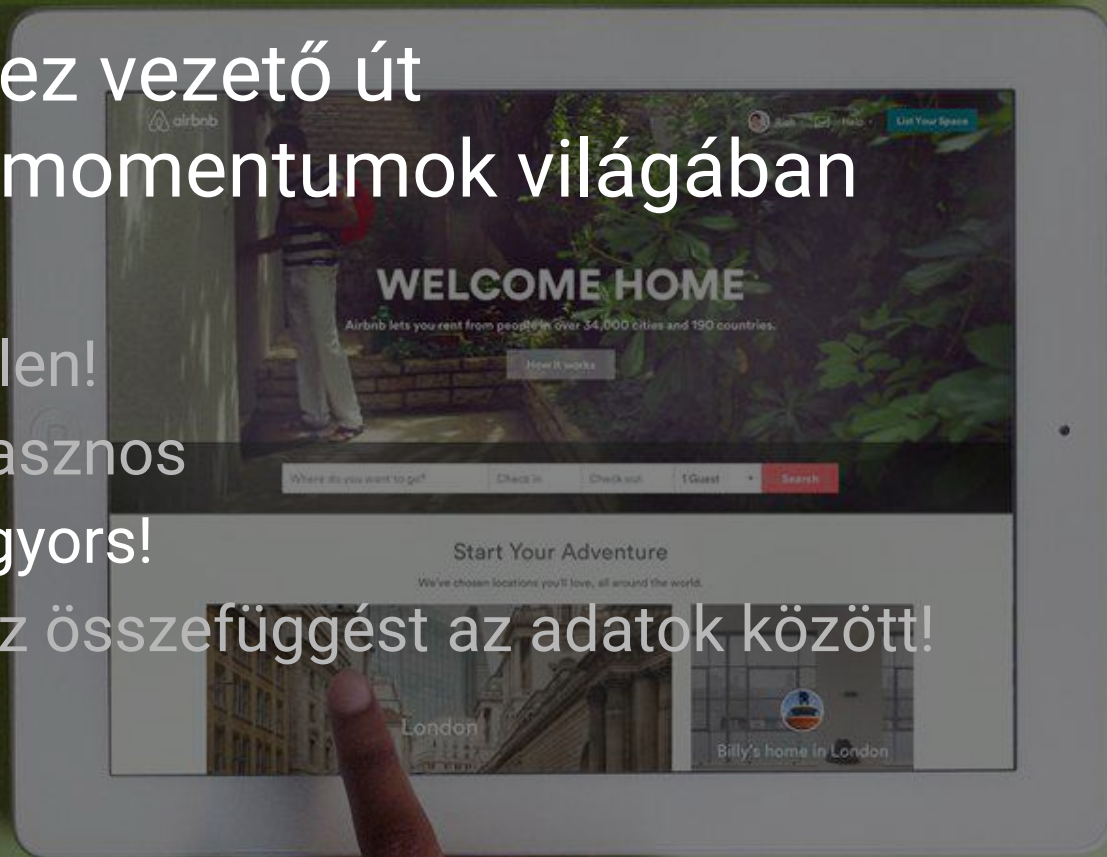 ez vezető út
momentumok világában
airbnb
Help
List Your Space
WELCOME HOME
Airbnb lets you rent from people in over 34,000 cities and 190 countries.
How it works
len!
asznos
Where do you want to go?
Check in
Check out
1 Guest
Search
gyors!
Start Your Adventure
We've chosen locations you'll love, all around the world.
z összefüggést az adatok között!
London
Billy's home in London